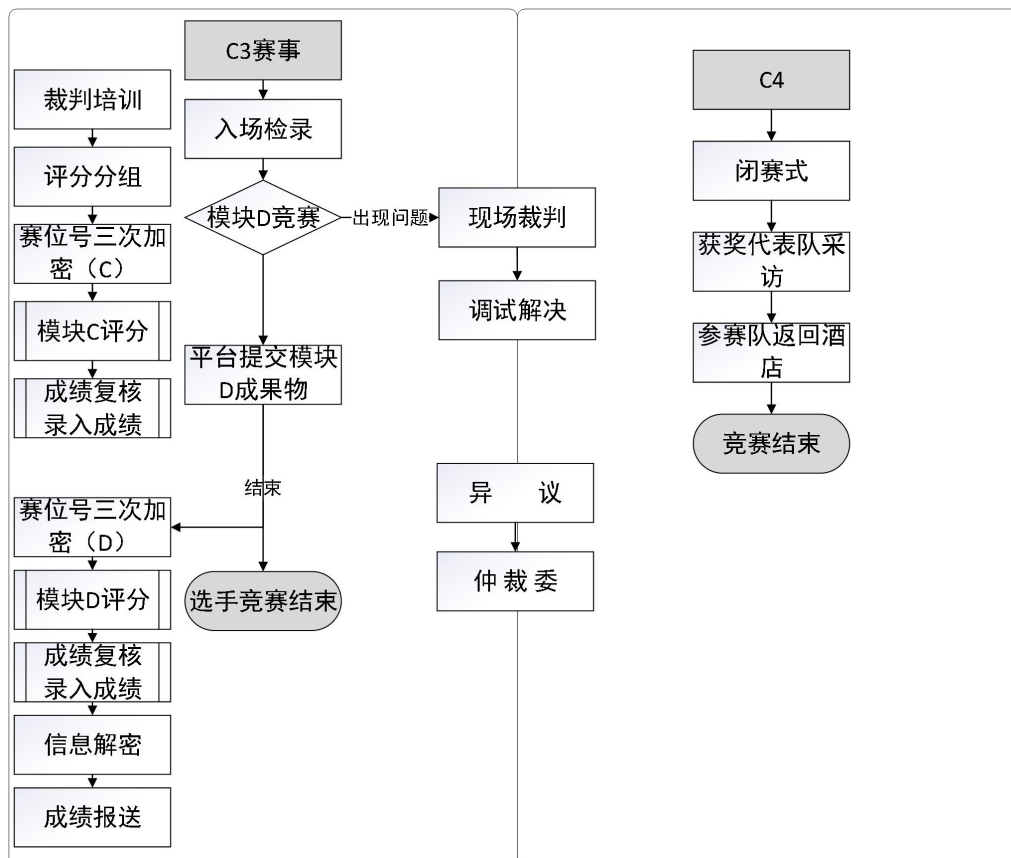 裁判培训
评分分组
赛位号三次加
密（C）
模块C评分
成绩复核
录入成绩
赛位号三次加
密（D）
模块D评分
成绩复核
录入成绩
信息解密
成绩报送
C3赛事
入场检录
模块D竞赛
出现问题
平台提交模块
D成果物
结束
选手竞赛结束
现场裁判
调试解决
异 议
仲 裁 委
C4
闭赛式
获奖代表队采
访
参赛队返回酒
店
竞赛结束